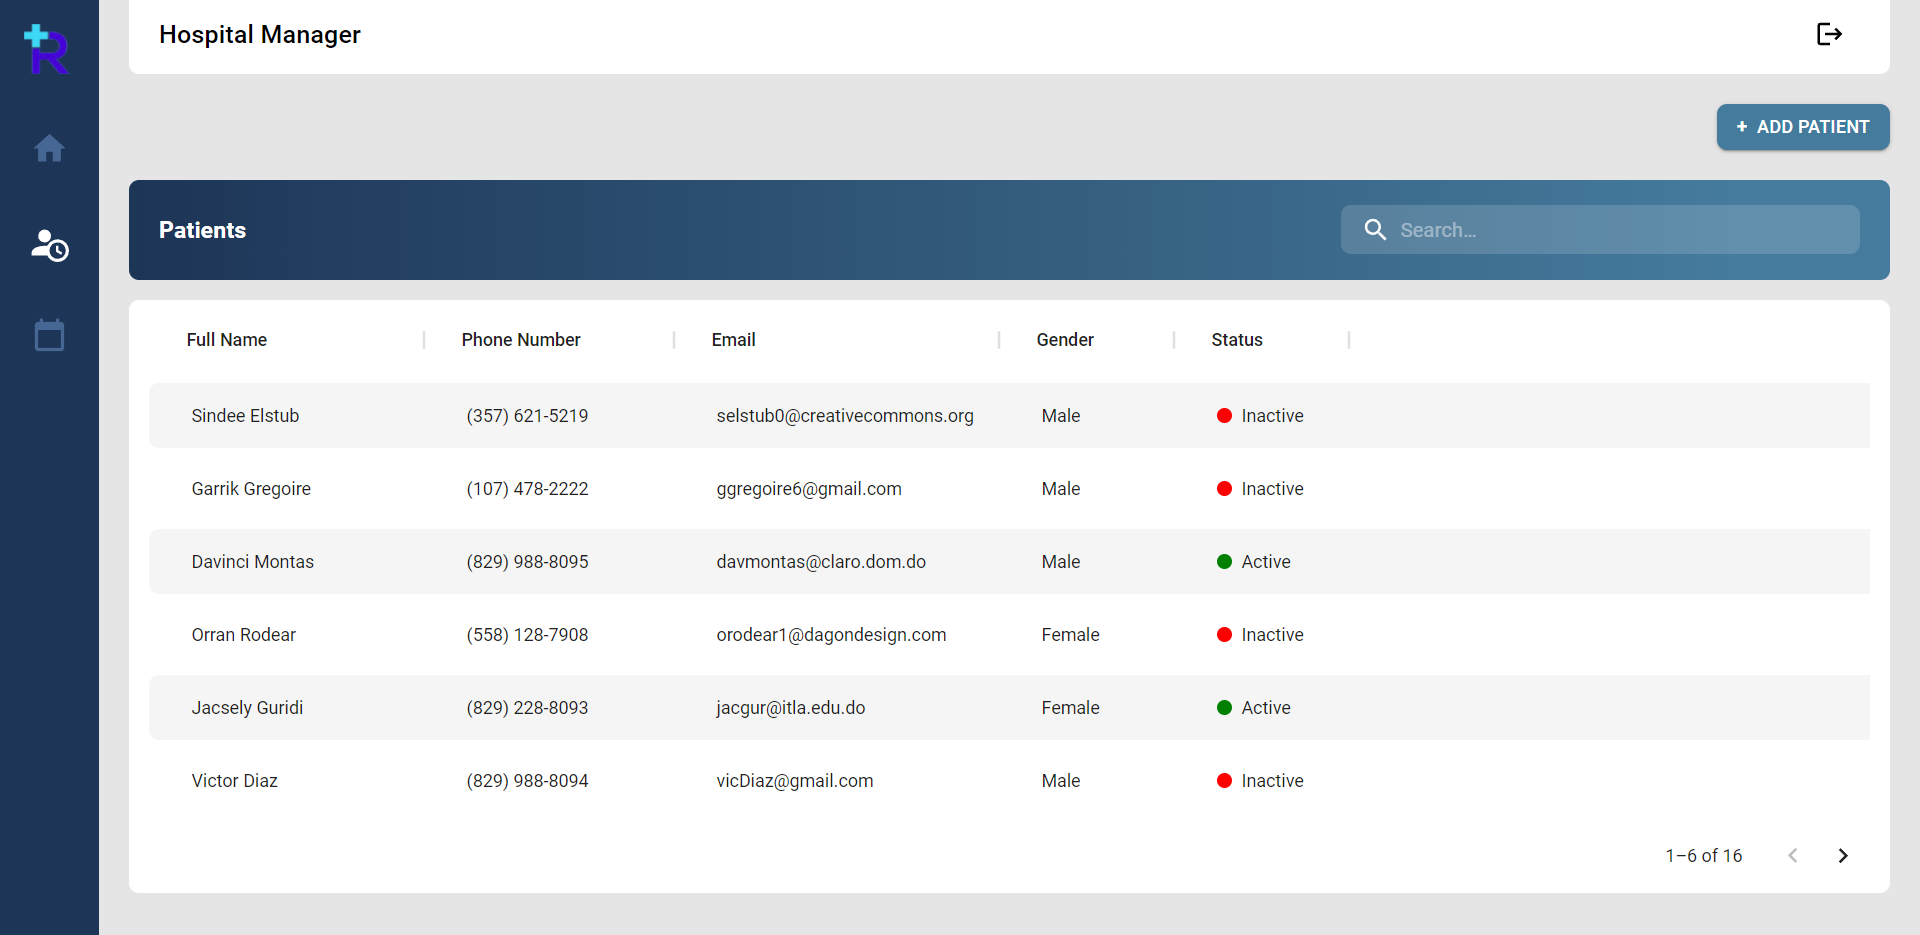 R
Hospital Manager
+ ADD PATIENT
Patients
Search...
Full Name Phone Number Email Gender Status
Sindee Elstub (357) 621-5219 selstub0@creativecommons.org Male Inactive
Garrik Gregoire (107) 478-2222 ggregoire6@gmail.com Male Inactive
Davinci Montas (829) 988-8095 davmontas@claro.dom.do Male Active
Orran Rodear (558) 128-7908 orodear1@dagondesign.com Female Inactive
Jacsely Guridi (829) 228-8093 jacgur@itla.edu.do Female Active
Victor Diaz (829) 988-8094 vicDiaz@gmail.com Male Inactive
1–6 of 16